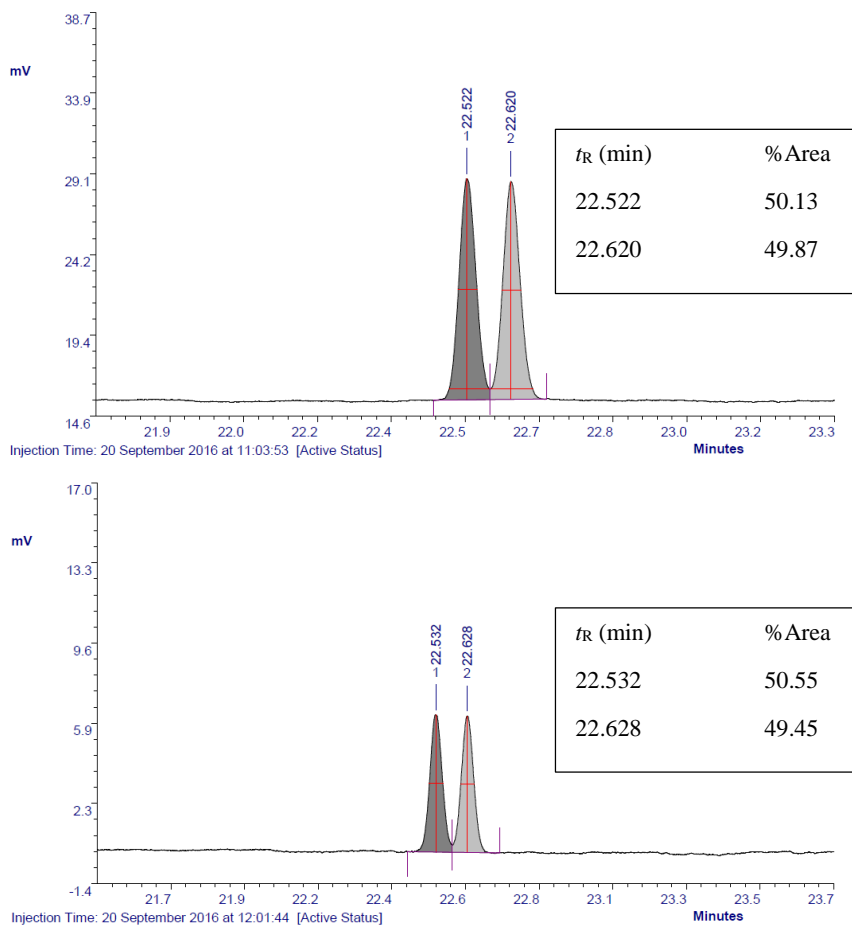 38.7
mV
33.9
29.1
24.2
19.4
14.6
1 22.522
2 22.620
tR (min) %Area
22.522 50.13
22.620 49.87
21.9 22.0 22.2 22.4 22.5 22.7 22.8 23.0 23.2 23.3
Injection Time: 20 September 2016 at 11:03:53 [Active Status] Minutes
17.0
mV
13.3
9.6
5.9
2.3
-1.4
1 22.532
2 22.628
tR (min) %Area
22.532 50.55
22.628 49.45
21.7 21.9 22.2 22.4 22.6 22.8 23.1 23.3 23.5 23.7
Injection Time: 20 September 2016 at 12:01:44 [Active Status] Minutes